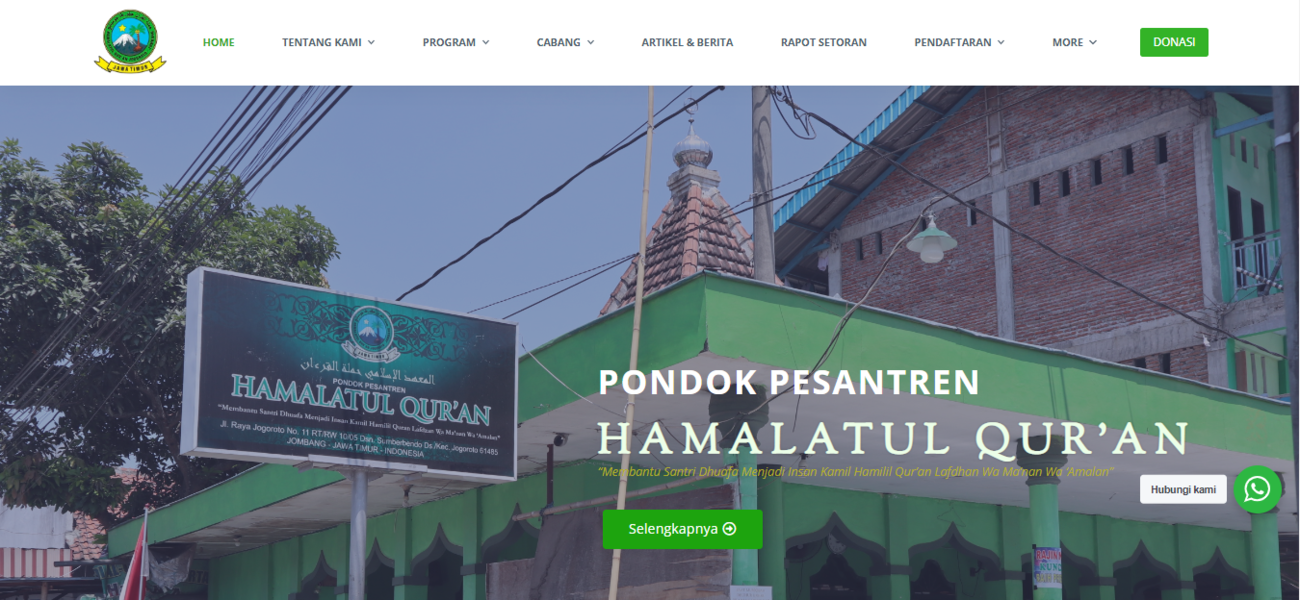 HOME
TENTANG KAMI
PROGRAM
CABANG
ARTIKEL & BERITA
RAPOT SETORAN
PENDAFTARAN
MORE
DONASI
JAWA TIMUR
JAWA TIMUR
المعهد الإسلامي حملة القرءان
PONDOK PESANTREN
HAMALATUL QUR'AN
"Membantu Santri Dhuafa Menjadi Insan Kamil Hamilil Quran Lafdhan Wa Ma'nan Wa 'Amalan"
Jl. Raya Jogoroto No. 11 RT/RW 10/05 Dsn. Sumberbendo Ds./Kec. Jogoroto 61485
JOMBANG - JAWA TIMUR - INDONESIA
PONDOK PESANTREN
HAMALATUL QUR'AN
"Membantu Santri Dhuafa Menjadi Insan Kamil Hamilil Qur'an Lafdhan Wa Ma'nan Wa 'Amalan"
Selengkapnya
Hubungi kami